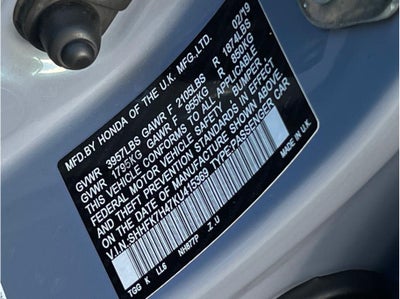 MFD.BY HONDA OF THE U.K. MFG.,LTD. 02/19
GVWR 3957LBS GAWR F 2105LBS R 1874LBS
GVWR 1795KG GAWR F 955KG R 850KG
THIS VEHICLE CONFORMS TO ALL APPLICABLE
FEDERAL MOTOR VEHICLE SAFETY, BUMPER,
AND THEFT PREVENTION STANDARDS IN EFFECT
ON THE DATE OF MANUFACTURE SHOWN ABOVE.
V.I.N.: TYPE:PASSENGER CAR
TGG K LL6 NH877P Z.U MADE IN U.K.